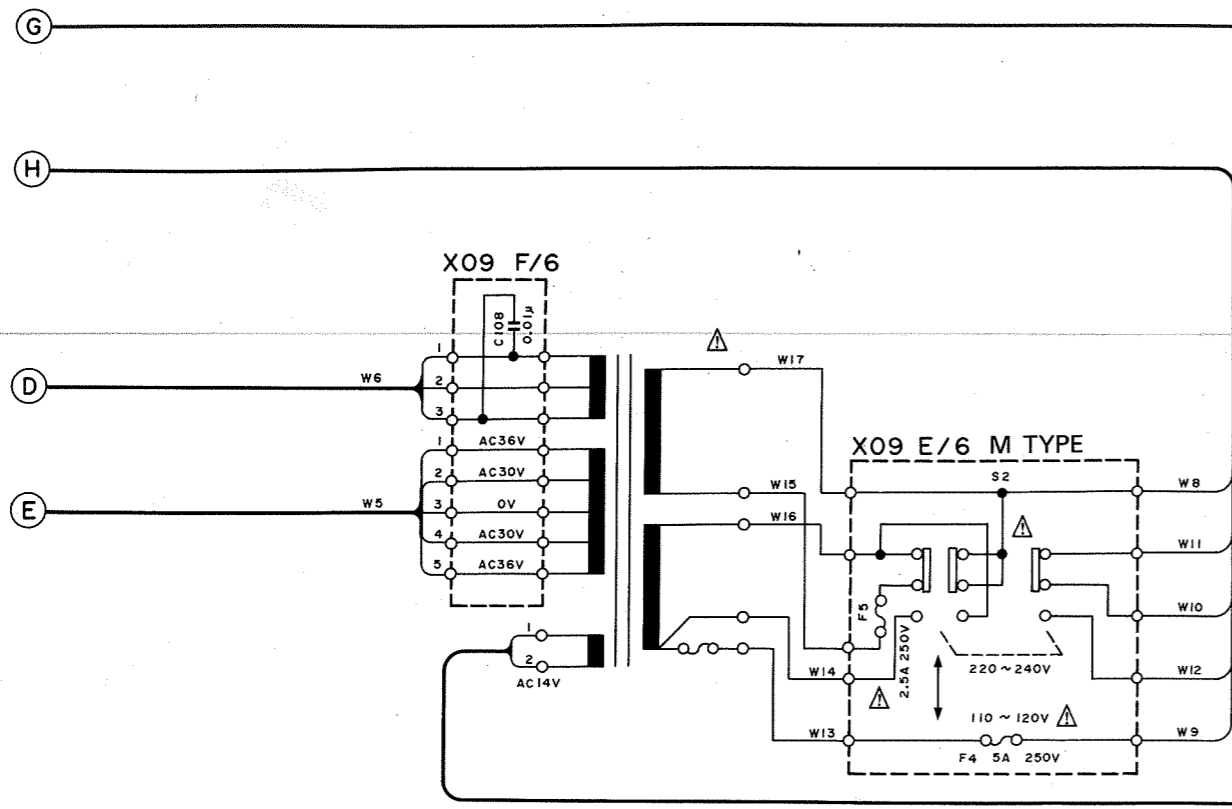 G
H
X09 F/6
C108
0.01μ
D
W6
1
2
3
E
W5
1 AC36V
2 AC30V
3 0V
4 AC30V
5 AC36V
1
2
AC14V
W17
W15
W16
W14
W13
X09 E/6 M TYPE
S2
F5
2.5A 250V
220~240V
110~120V
F4 5A 250V
W8
W11
W10
W12
W9